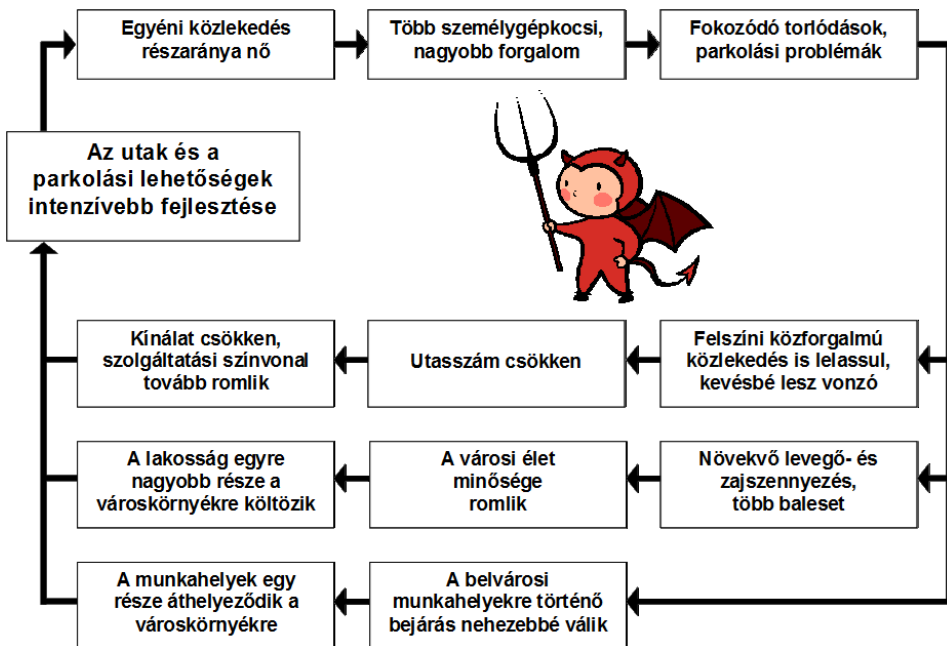 Egyéni közlekedés
részaránya nő
Több személygépkocsi,
nagyobb forgalom
Fokozódó torlódások,
parkolási problémák
Az utak és a
parkolási lehetőségek
intenzívebb fejlesztése
Kínálat csökken,
szolgáltatási színvonal
tovább romlik
Utasszám csökken
Felszíni közforgalmú
közlekedés is lelassul,
kevésbé lesz vonzó
A lakosság egyre
nagyobb része a
városkörnyékre költözik
A városi élet
minősége
romlik
Növekvő levegő- és
zajszennyezés,
több baleset
A munkahelyek egy
része áthelyeződik a
városkörnyékre
A belvárosi
munkahelyekre történő
bejárás nehezebbé válik